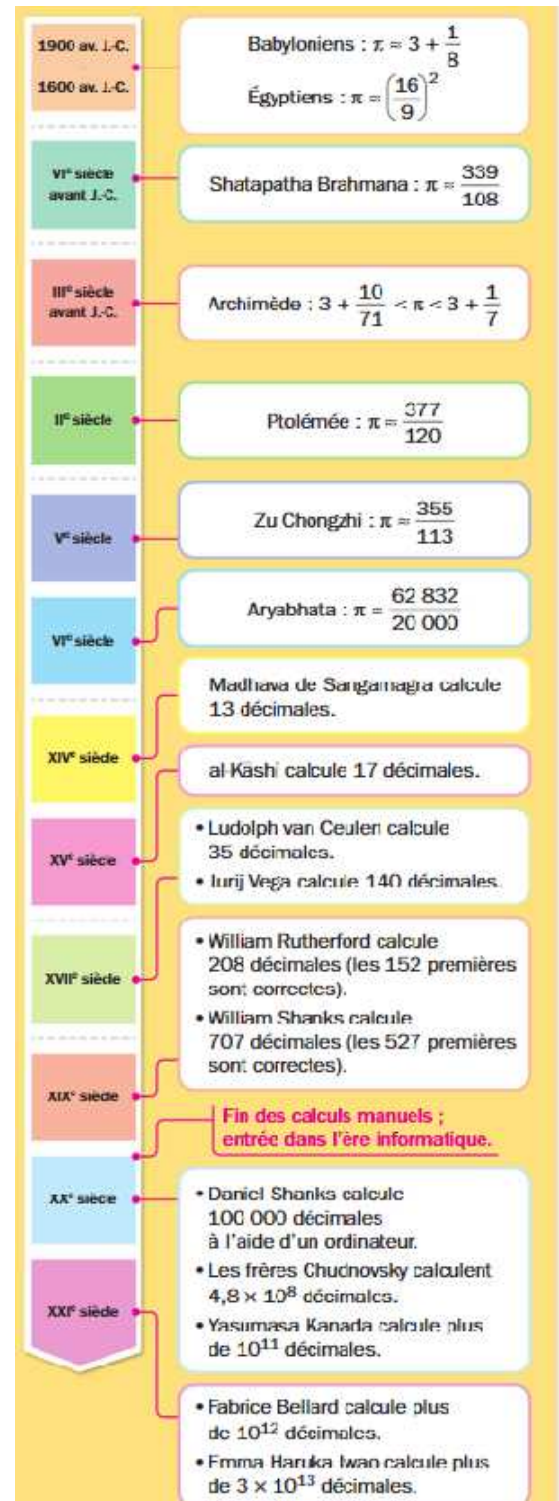 1900 av. J.-C.
1600 av. J.-C.
Babyloniens : π ≈ 3 + 1/8
Égyptiens : π ≈ (16/9)²
VIᵉ siècle
avant J.-C.
Shatapatha Brahmana : π ≈ 339/108
IIIᵉ siècle
avant J.-C.
Archimède : 3 + 10/71 < π < 3 + 1/7
IIᵉ siècle
Ptolémée : π ≈ 377/120
Vᵉ siècle
Zu Chongzhi : π ≈ 355/113
VIᵉ siècle
Aryabhata : π ≈ 62 832/20 000
XIVᵉ siècle
Madhava de Sangamagra calcule
13 décimales.
XVᵉ siècle
al-Kashi calcule 17 décimales.
XVIIᵉ siècle
• Ludolph van Ceulen calcule
35 décimales.
• Jurij Vega calcule 140 décimales.
XIXᵉ siècle
• William Rutherford calcule
208 décimales (les 152 premières
sont correctes).
• William Shanks calcule
707 décimales (les 527 premières
sont correctes).
Fin des calculs manuels ;
entrée dans l'ère informatique.
XXᵉ siècle
• Daniel Shanks calcule
100 000 décimales
à l'aide d'un ordinateur.
• Les frères Chudnovsky calculent
4,8 × 10⁸ décimales.
• Yasumasa Kanada calcule plus
de 10¹¹ décimales.
XXIᵉ siècle
• Fabrice Bellard calcule plus
de 10¹² décimales.
• Emma Haruka Iwao calcule plus
de 3 × 10¹³ décimales.